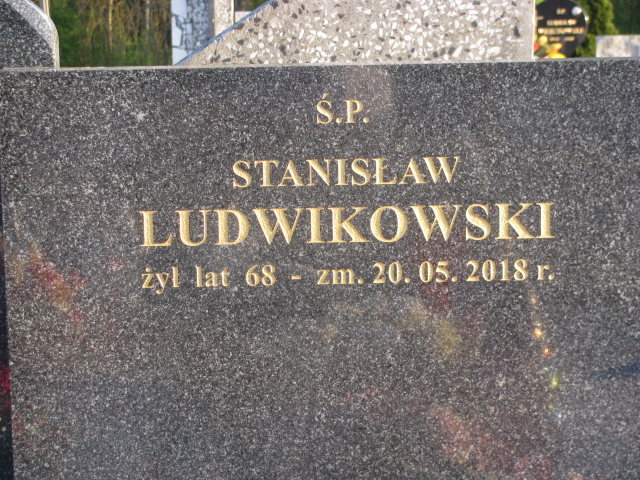 Ś.P.
STANISŁAW
LUDWIKOWSKI
żył lat 68 - zm. 20. 05. 2018 r.